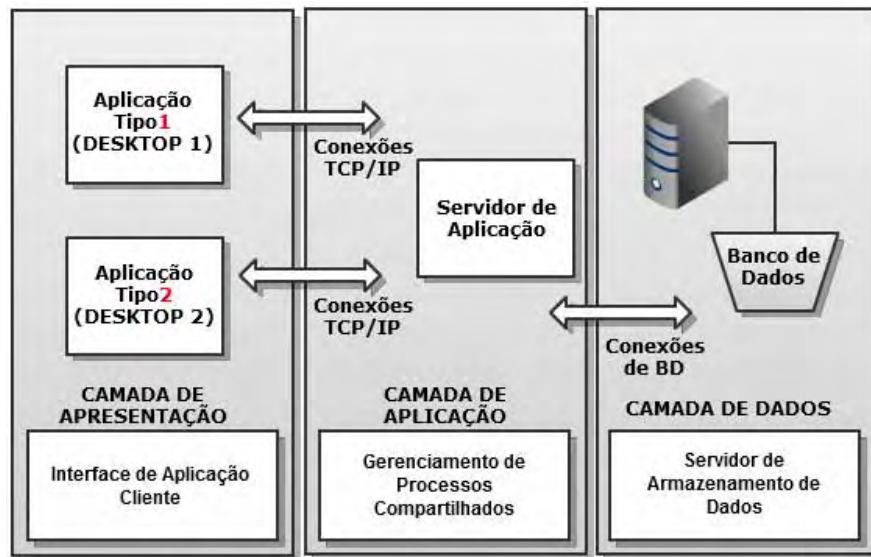 Aplicação
Tipo1
(DESKTOP 1)
Conexões
TCP/IP
Aplicação
Tipo2
(DESKTOP 2)
Conexões
TCP/IP
CAMADA DE
APRESENTAÇÃO
Interface de Aplicação
Cliente
Servidor de
Aplicação
CAMADA DE
APLICAÇÃO
Gerenciamento de
Processos
Compartilhados
Banco de
Dados
Conexões
de BD
CAMADA DE DADOS
Servidor de
Armazenamento de
Dados